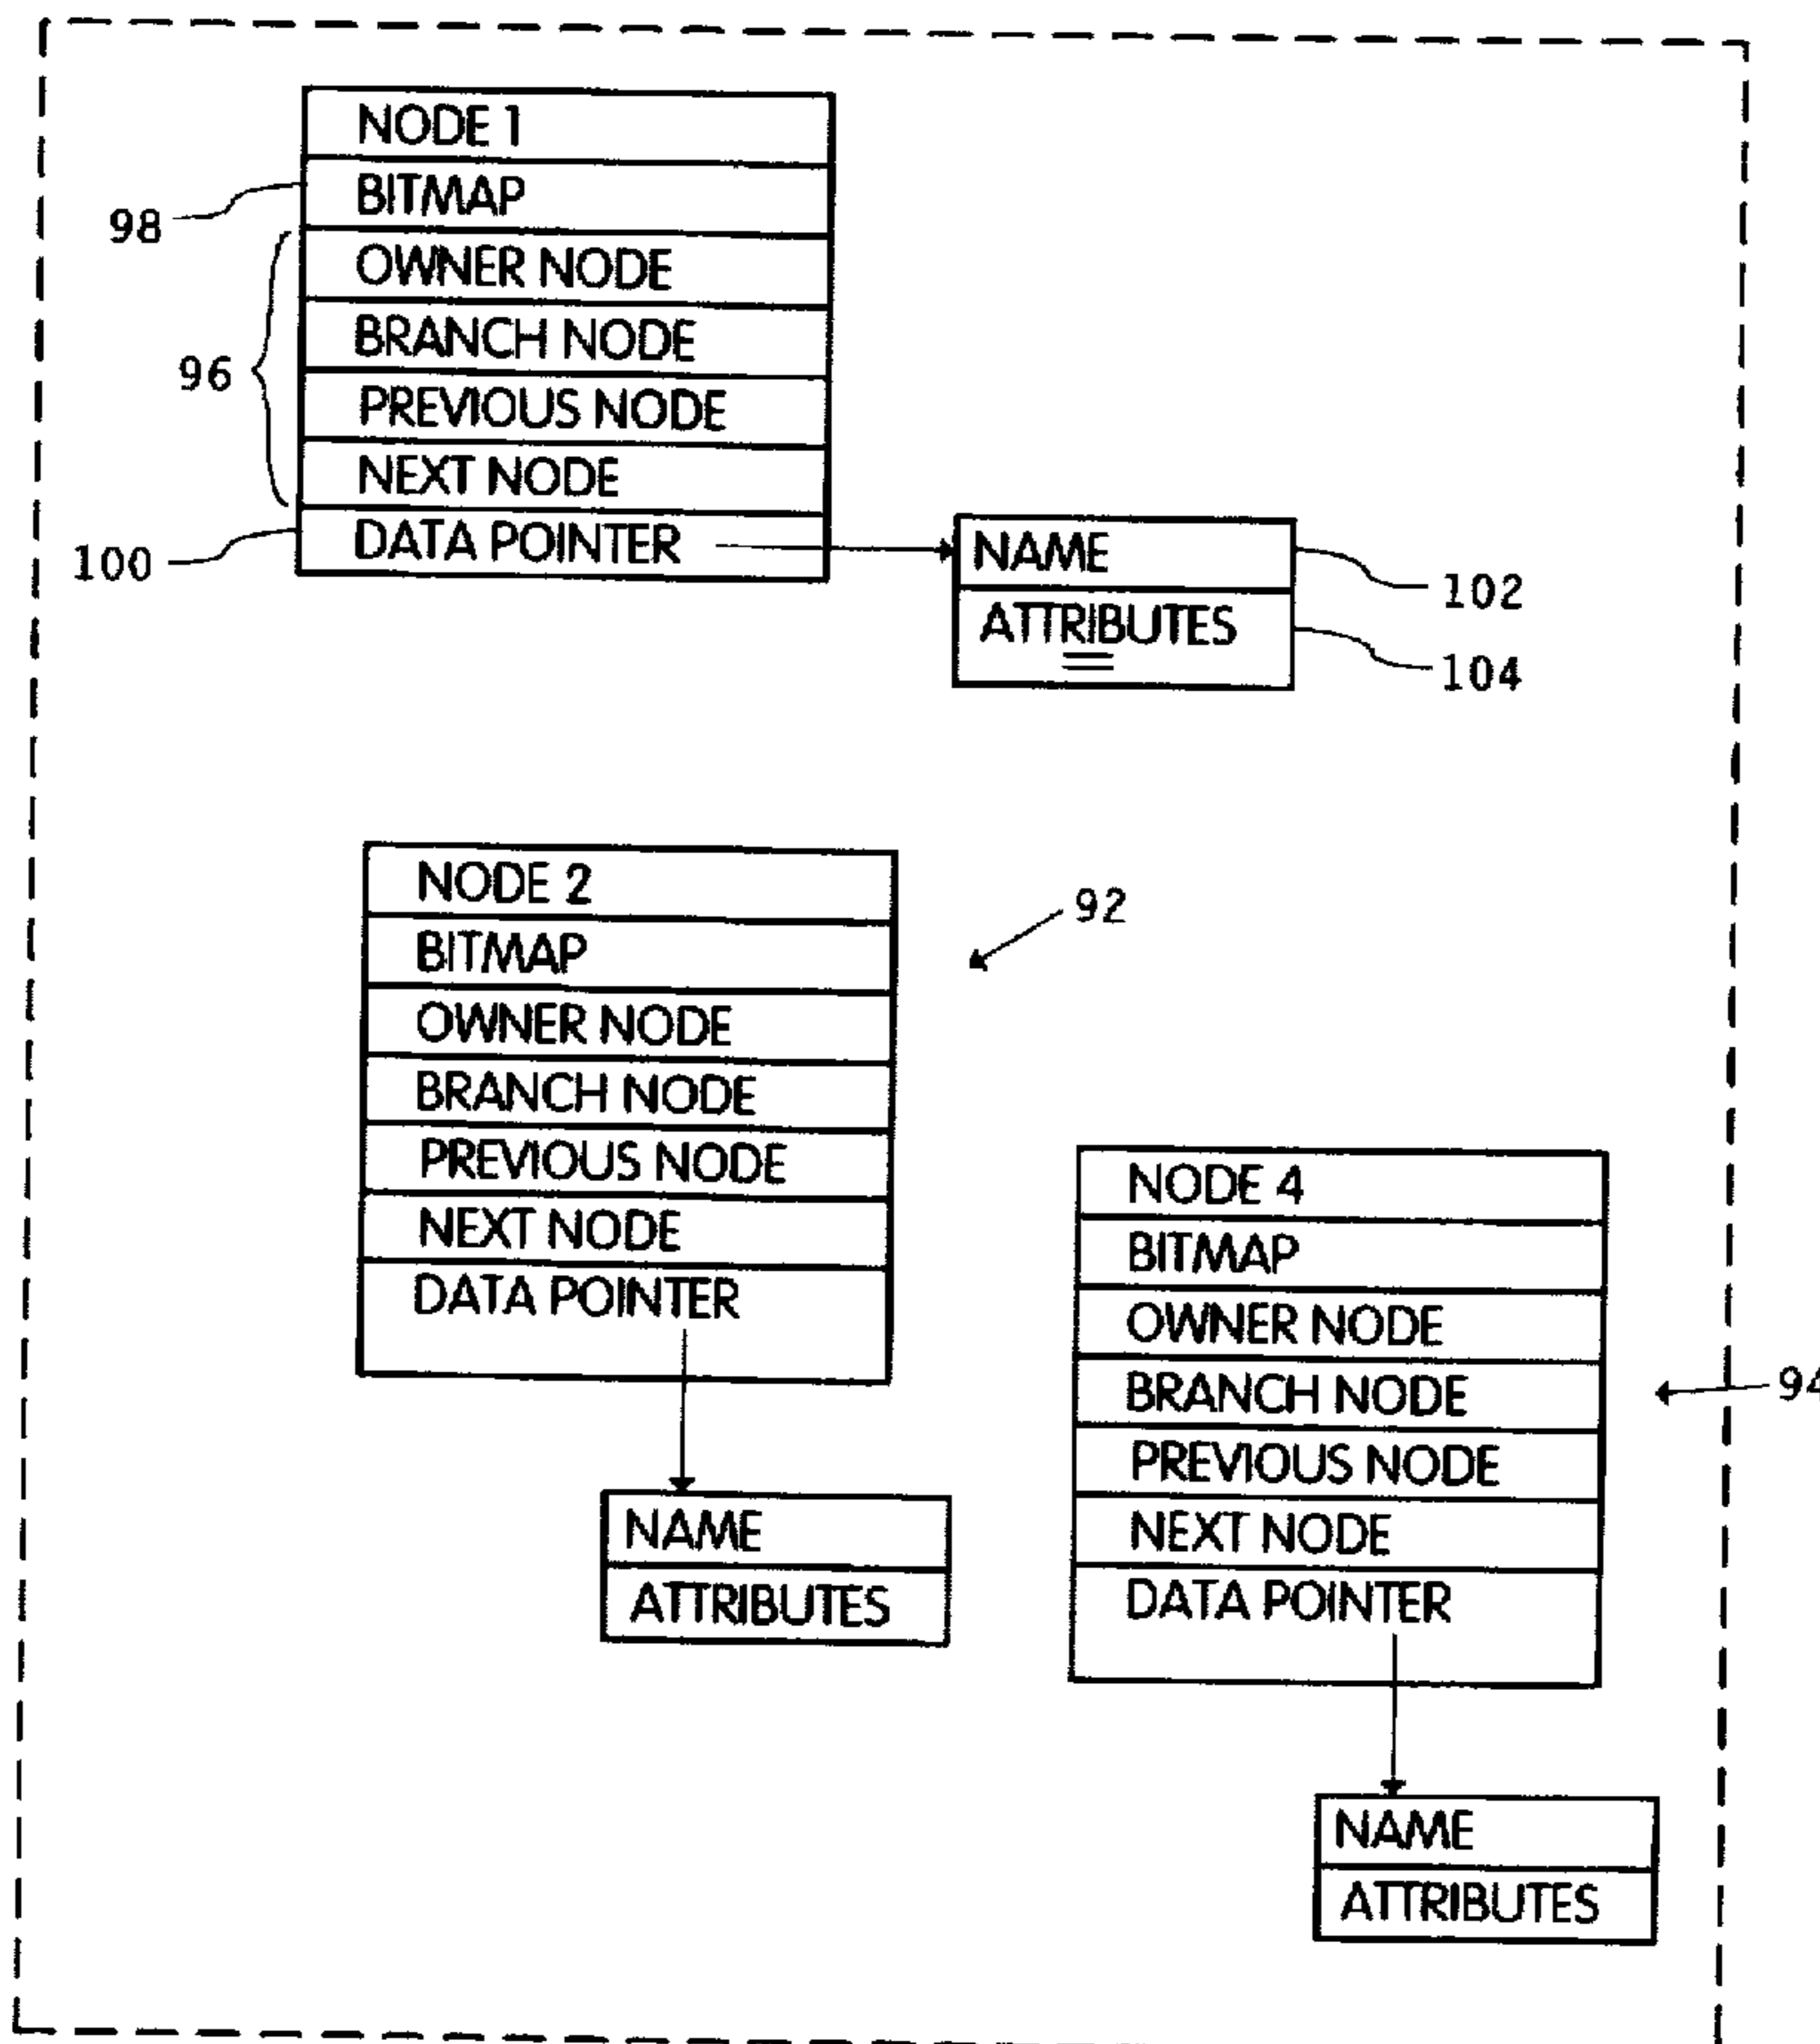 NODE 1
BITMAP
98
OWNER NODE
BRANCH NODE
96
PREVIOUS NODE
NEXT NODE
DATA POINTER
100
NAME
102
ATTRIBUTES
104
NODE 2
92
BITMAP
OWNER NODE
BRANCH NODE
PREVIOUS NODE
NEXT NODE
DATA POINTER
NAME
ATTRIBUTES
NODE 4
BITMAP
OWNER NODE
BRANCH NODE
94
PREVIOUS NODE
NEXT NODE
DATA POINTER
NAME
ATTRIBUTES